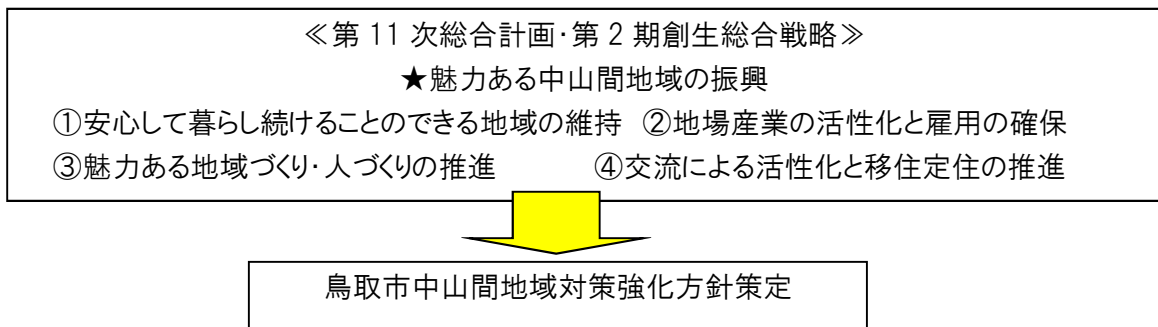 ≪第 11 次総合計画・第 2 期創生総合戦略≫
★魅力ある中山間地域の振興
①安心して暮らし続けることのできる地域の維持 ②地場産業の活性化と雇用の確保
③魅力ある地域づくり・人づくりの推進 ④交流による活性化と移住定住の推進
鳥取市中山間地域対策強化方針策定